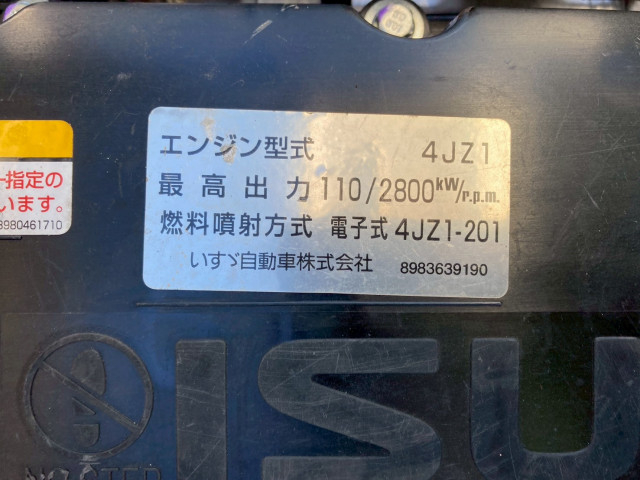 エンジン型式 4JZ1
最高出力 110/2800kW/r.p.m.
燃料噴射方式 電子式 4JZ1-201
いすゞ自動車株式会社 8983639190
指定の
います。
8980461710
ISU
NO STEP